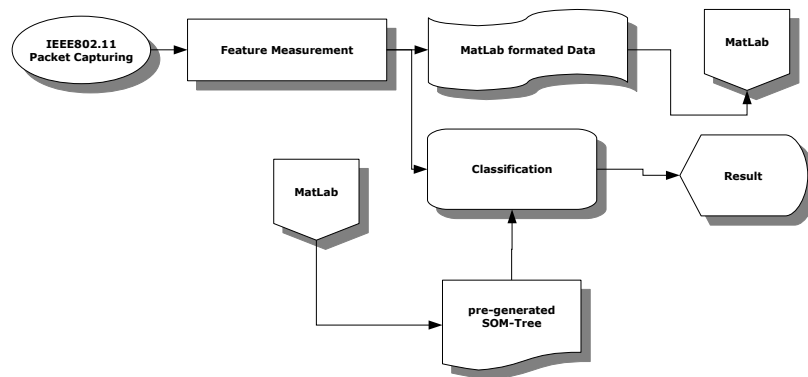 IEEE802.11
Packet Capturing
Feature Measurement
MatLab formated Data
MatLab
Classification
Result
MatLab
pre-generated
SOM-Tree